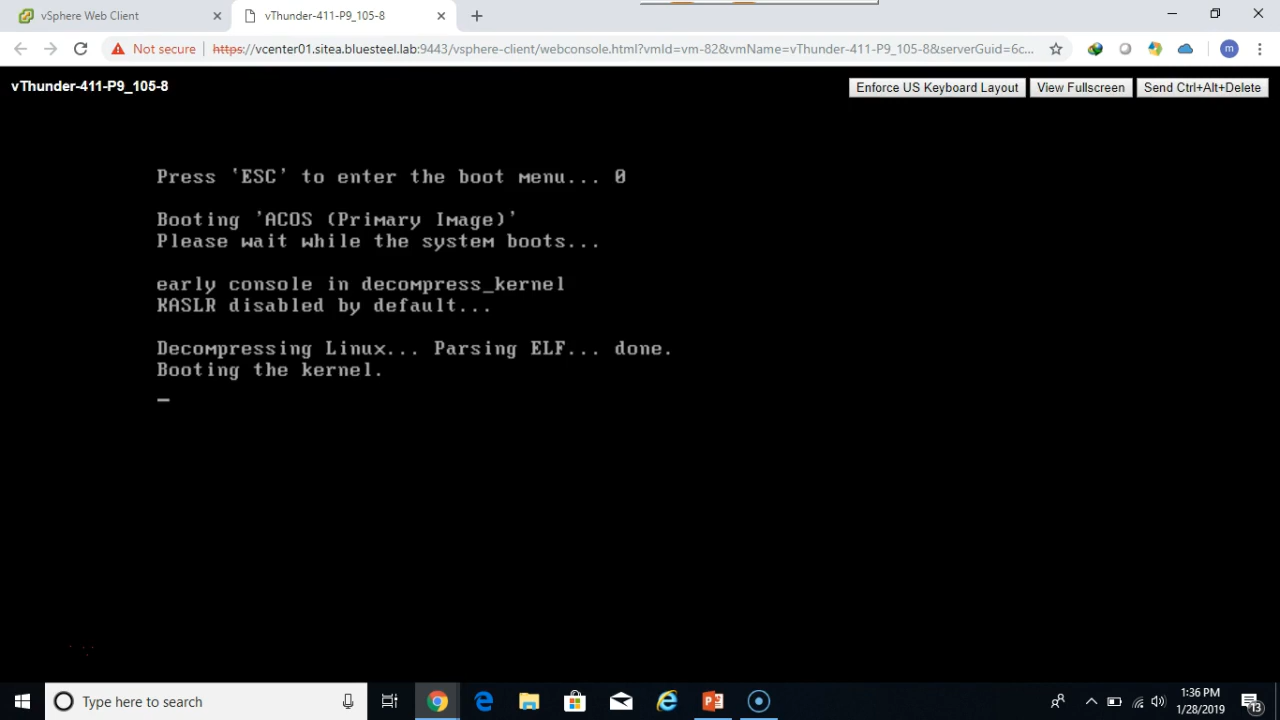 vSphere Web Client
vThunder-411-P9_105-8
Not secure
https://vcenter01.sitea.bluesteel.lab:9443/vsphere-client/webconsole.html?vmId=vm-82&vmName=vThunder-411-P9_105-8&serverGuid=6c...
m
vThunder-411-P9_105-8
Enforce US Keyboard Layout
View Fullscreen
Send Ctrl+Alt+Delete
Press 'ESC' to enter the boot menu... 0
Booting 'ACOS (Primary Image)'
Please wait while the system boots...
early console in decompress_kernel
KASLR disabled by default...
Decompressing Linux... Parsing ELF... done.
Booting the kernel.
Type here to search
1:36 PM
1/28/2019
13